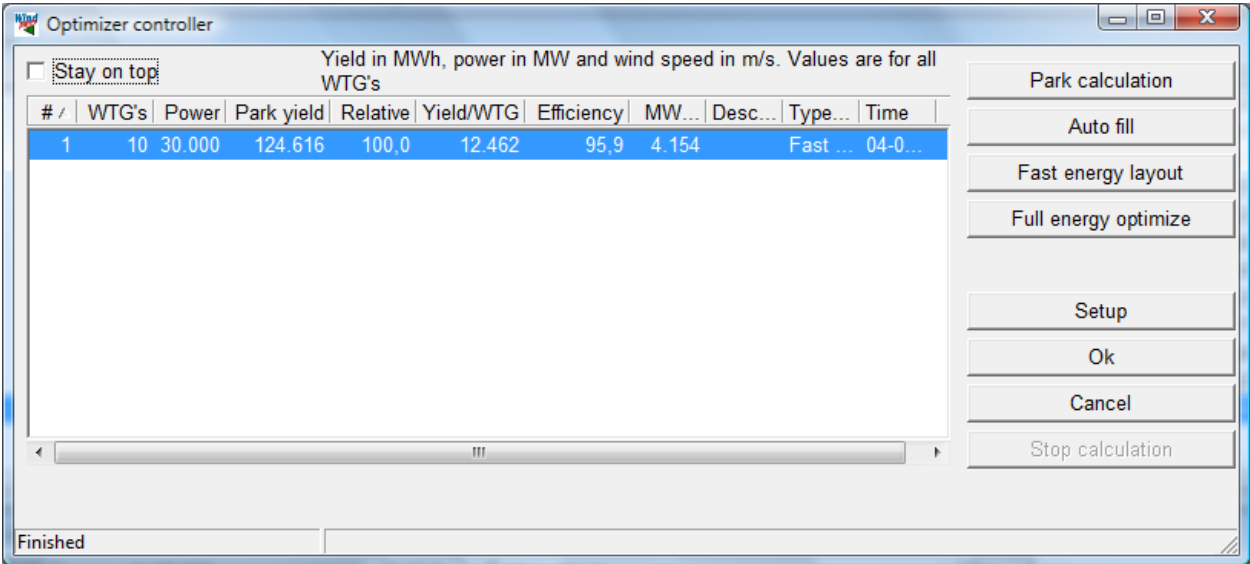 Optimizer controller
Stay on top
Yield in MWh, power in MW and wind speed in m/s. Values are for all
WTG's
# WTG's Power Park yield Relative Yield/WTG Efficiency MW... Desc... Type... Time
1 10 30.000 124.616 100,0 12.462 95,9 4.154 Fast ... 04-0...
Park calculation
Auto fill
Fast energy layout
Full energy optimize
Setup
Ok
Cancel
Stop calculation
Finished